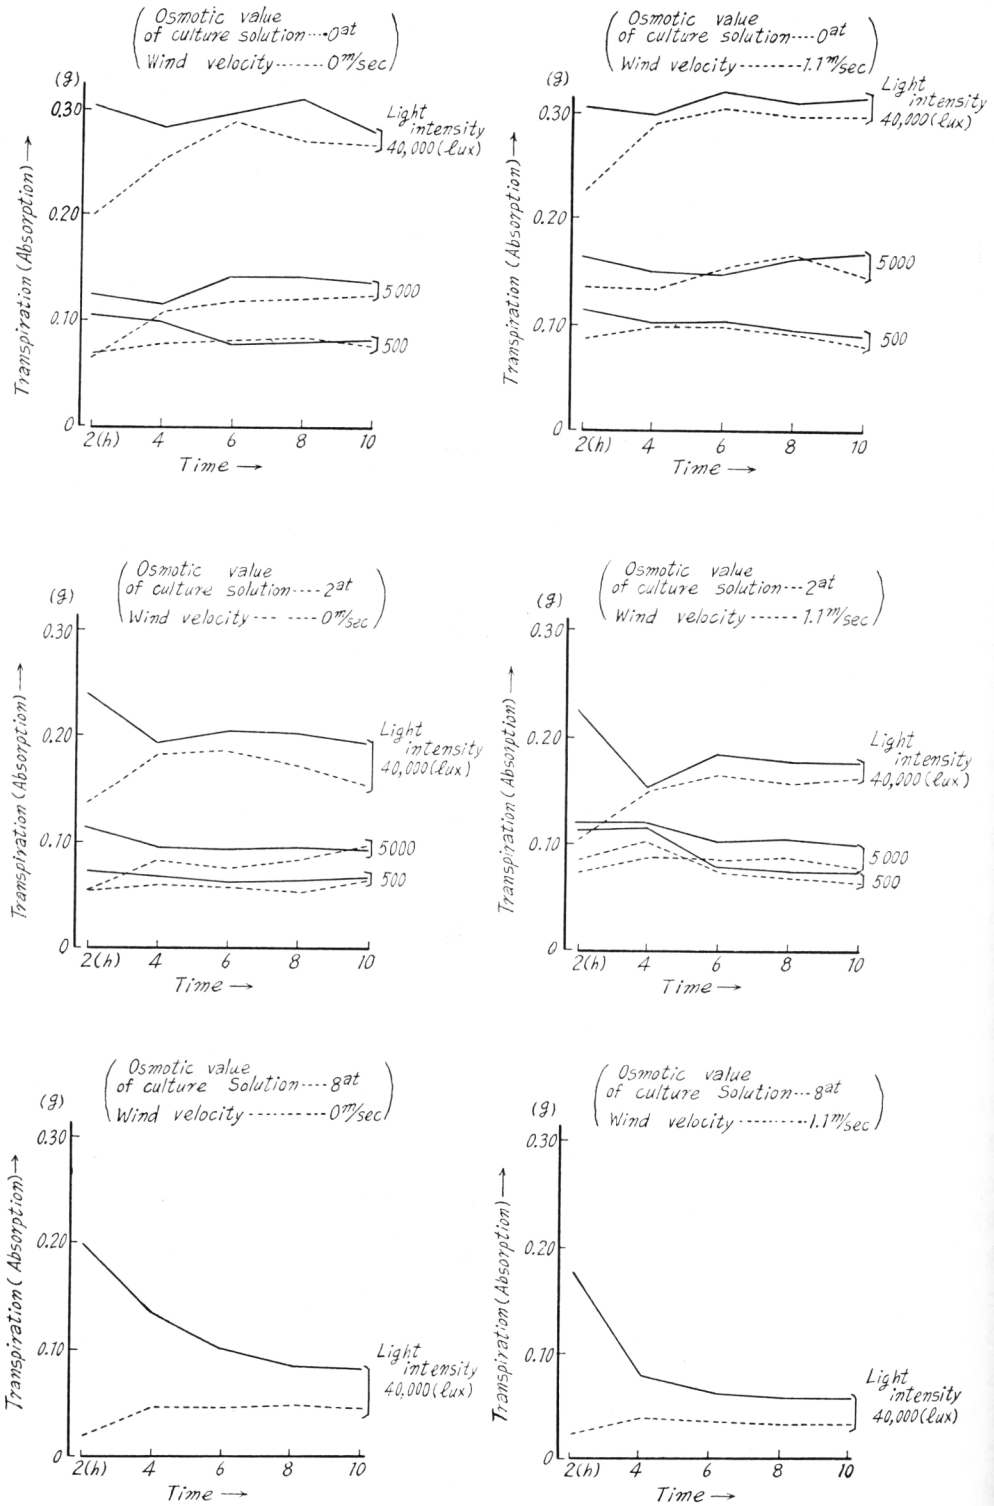 Osmotic value
of culture solution----0at
Wind velocity-------0m/sec
(g)
0.30
0.20
0.10
0
Transpiration (Absorption) →
Light
intensity
40,000(lux)
5000
500
2(h) 4 6 8 10
Time →
Osmotic value
of culture solution----0at
Wind velocity-------1.1m/sec
(g)
0.30
0.20
0.10
0
Transpiration (Absorption) →
Light
intensity
40,000(lux)
5000
500
2(h) 4 6 8 10
Time →
Osmotic value
of culture solution----2at
Wind velocity--- ----0m/sec
(g)
0.30
0.20
0.10
0
Transpiration (Absorption) →
Light
intensity
40,000(lux)
5000
500
2(h) 4 6 8 10
Time →
Osmotic value
of culture solution---2at
Wind velocity-------1.1m/sec
(g)
0.30
0.20
0.10
0
Transpiration (Absorption) →
Light
intensity
40,000(lux)
5000
500
2(h) 4 6 8 10
Time →
Osmotic value
of culture Solution----8at
Wind velocity---------0m/sec
(g)
0.30
0.20
0.10
0
Transpiration (Absorption) →
Light
intensity
40,000(lux)
2(h) 4 6 8 10
Time →
Osmotic value
of culture Solution---8at
Wind velocity--------1.1m/sec
(g)
0.30
0.20
0.10
0
Transpiration (Absorption) →
Light
intensity
40,000(lux)
2(h) 4 6 8 10
Time →